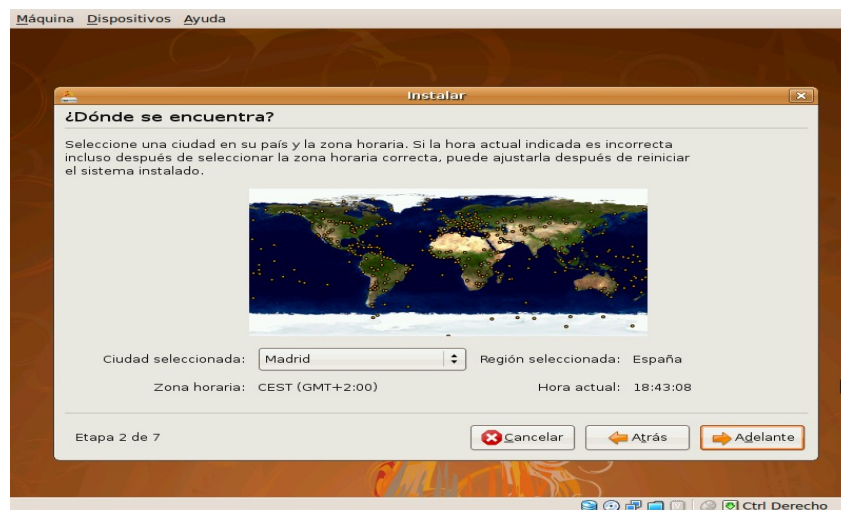 Máquina Dispositivos Ayuda
Instalar
¿Dónde se encuentra?
Seleccione una ciudad en su país y la zona horaria. Si la hora actual indicada es incorrecta
incluso después de seleccionar la zona horaria correcta, puede ajustarla después de reiniciar
el sistema instalado.
Ciudad seleccionada: Madrid Región seleccionada: España
Zona horaria: CEST (GMT+2:00) Hora actual: 18:43:08
Etapa 2 de 7 Cancelar Atrás Adelante
Ctrl Derecho